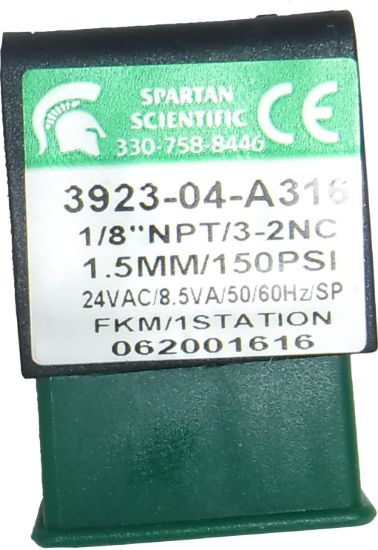 SPARTAN
SCIENTIFIC
330-758-8446
CE
3923-04-A316
1/8"NPT/3-2NC
1.5MM/150PSI
24VAC/8.5VA/50/60Hz/SP
FKM/1STATION
062001616